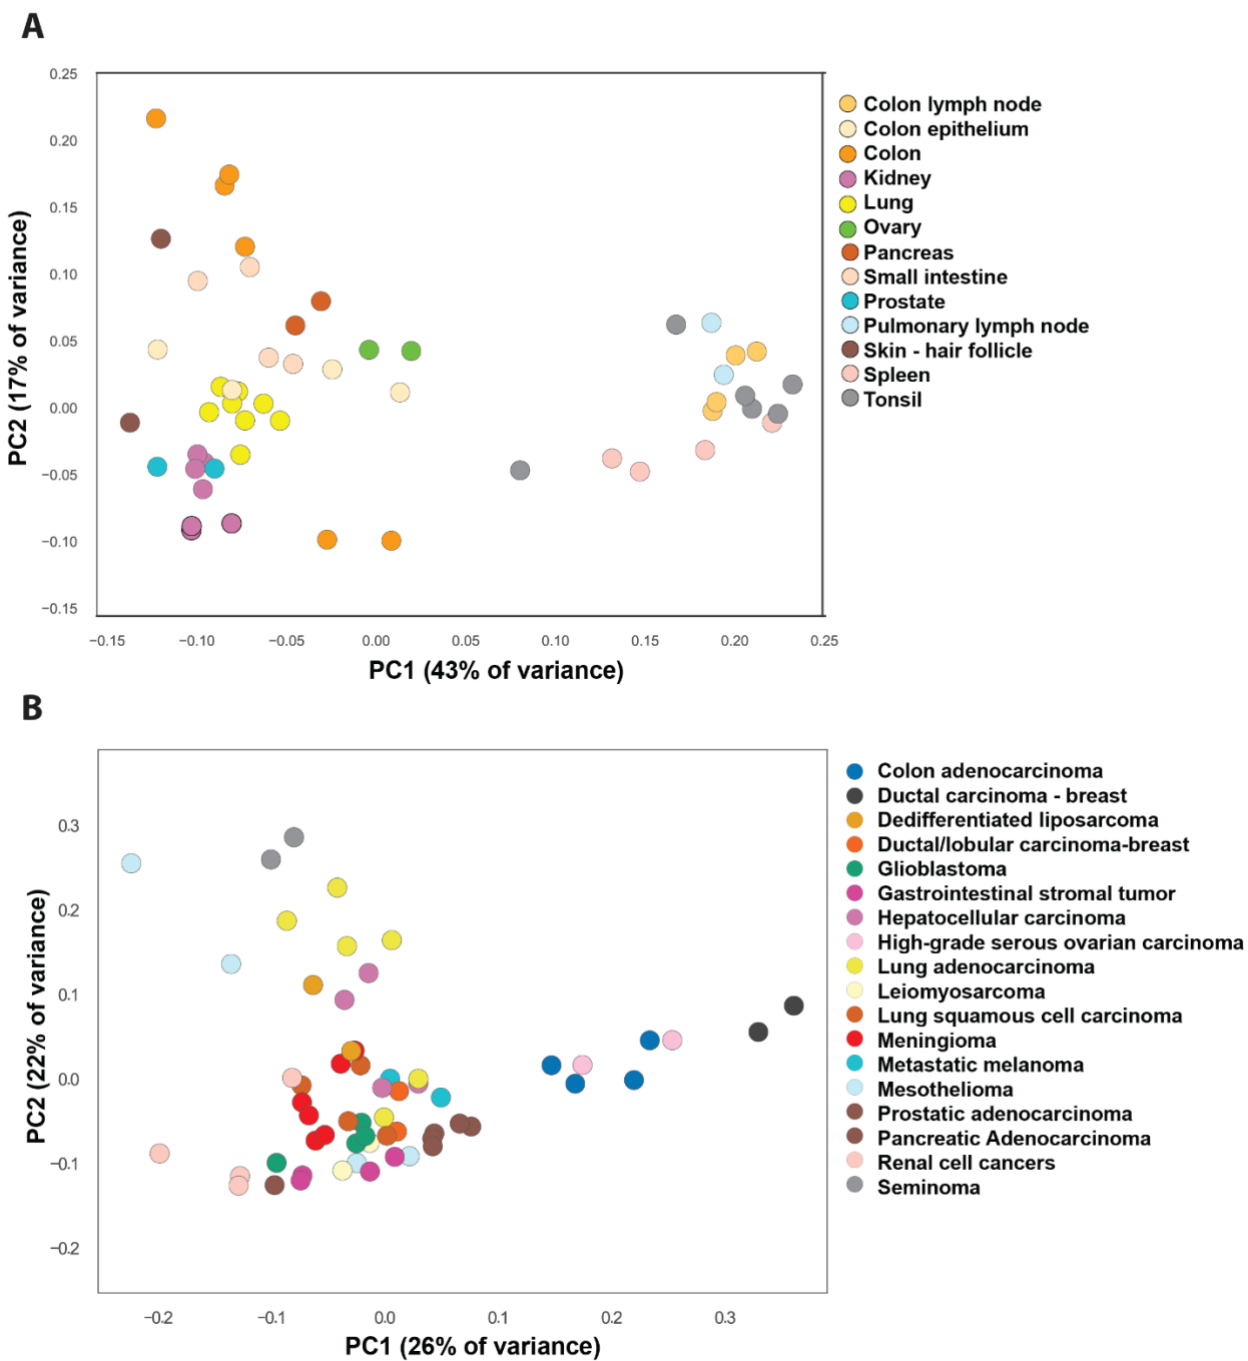 A
0.25
0.20
0.15
0.10
0.05
0.00
−0.05
−0.10
−0.15
PC2 (17% of variance)
−0.15 −0.10 −0.05 0.00 0.05 0.10 0.15 0.20 0.25
PC1 (43% of variance)
Colon lymph node
Colon epithelium
Colon
Kidney
Lung
Ovary
Pancreas
Small intestine
Prostate
Pulmonary lymph node
Skin - hair follicle
Spleen
Tonsil
B
0.3
0.2
0.1
0.0
−0.1
−0.2
PC2 (22% of variance)
−0.2 −0.1 0.0 0.1 0.2 0.3
PC1 (26% of variance)
Colon adenocarcinoma
Ductal carcinoma - breast
Dedifferentiated liposarcoma
Ductal/lobular carcinoma-breast
Glioblastoma
Gastrointestinal stromal tumor
Hepatocellular carcinoma
High-grade serous ovarian carcinoma
Lung adenocarcinoma
Leiomyosarcoma
Lung squamous cell carcinoma
Meningioma
Metastatic melanoma
Mesothelioma
Prostatic adenocarcinoma
Pancreatic Adenocarcinoma
Renal cell cancers
Seminoma